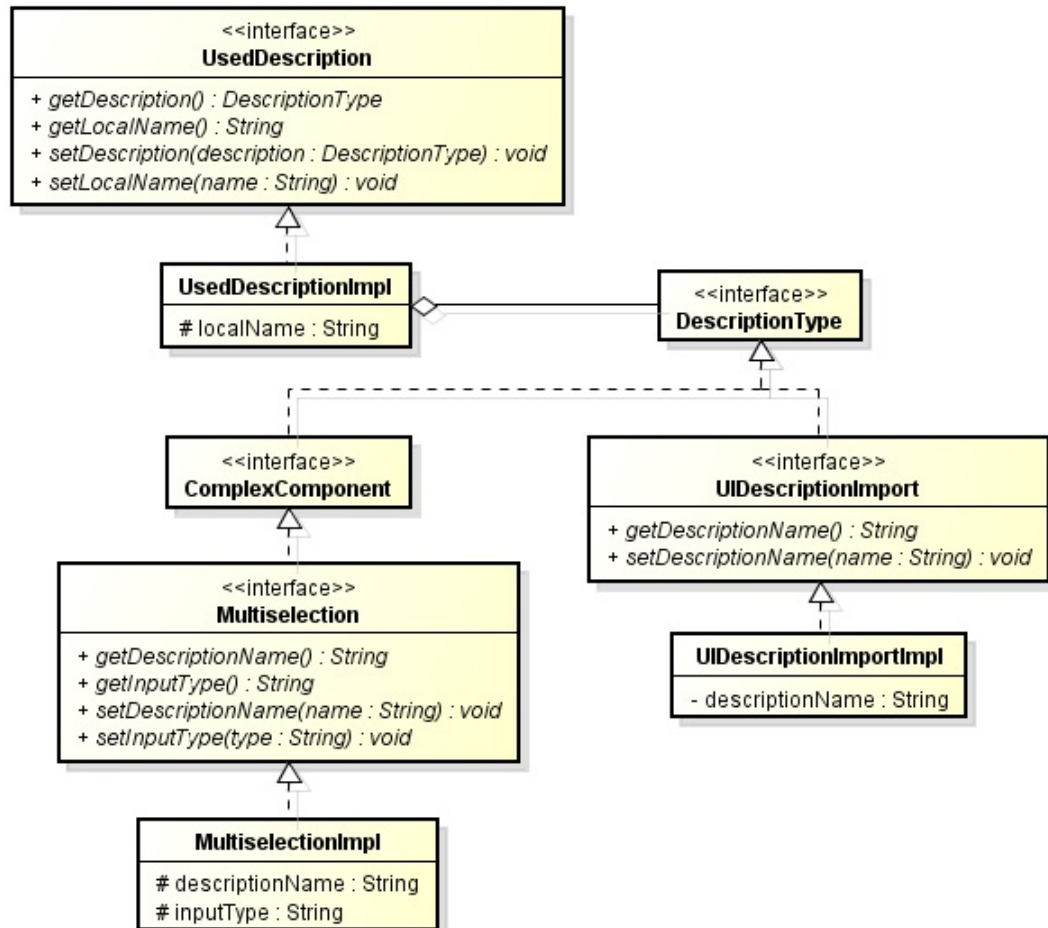 <<interface>>
UsedDescription
+ getDescription() : DescriptionType
+ getLocalName() : String
+ setDescription(description : DescriptionType) : void
+ setLocalName(name : String) : void
UsedDescriptionImpl
# localName : String
<<interface>>
DescriptionType
<<interface>>
ComplexComponent
<<interface>>
UIDescriptionImport
+ getDescriptionName() : String
+ setDescriptionName(name : String) : void
<<interface>>
Multiselection
+ getDescriptionName() : String
+ getInputType() : String
+ setDescriptionName(name : String) : void
+ setInputType(type : String) : void
UIDescriptionImportImpl
- descriptionName : String
MultiselectionImpl
# descriptionName : String
# inputType : String